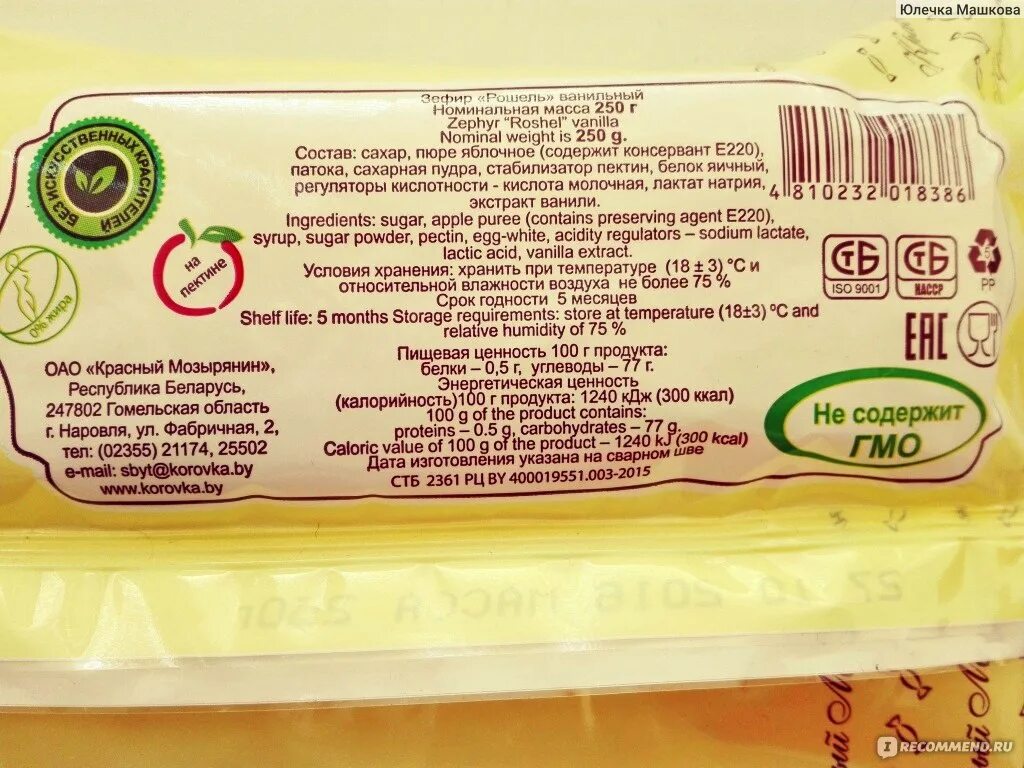 Юлечка Машкова
Зефир "Рошель" ванильный
Номинальная масса 250 г
Zephyr "Roshel" vanilla
Nominal weight is 250 g.
Состав: сахар, пюре яблочное (содержит консервант Е220),
патока, сахарная пудра, стабилизатор пектин, белок яичный,
регуляторы кислотности - кислота молочная, лактат натрия,
экстракт ванили.
Ingredients: sugar, apple puree (contains preserving agent E220),
syrup, sugar powder, pectin, egg-white, acidity regulators – sodium lactate,
lactic acid, vanilla extract.
Условия хранения: хранить при температуре (18 ± 3) °С и
относительной влажности воздуха не более 75 %
Срок годности 5 месяцев
Shelf life: 5 months Storage requirements: store at temperature (18±3) ºC and
relative humidity of 75 %
Пищевая ценность 100 г продукта:
белки – 0,5 г, углеводы – 77 г.
Энергетическая ценность
(калорийность)100 г продукта: 1240 кДж (300 ккал)
100 g of the product contains:
proteins – 0.5 g, carbohydrates – 77 g.
Caloric value of 100 g of the product – 1240 kJ (300 kcal)
Дата изготовления указана на сварном шве
СТБ 2361 РЦ BY 400019551.003-2015
БЕЗ ИСКУССТВЕННЫХ КРАСИТЕЛЕЙ
на
пектине
0% жира
ОАО «Красный Мозырянин»,
Республика Беларусь,
247802 Гомельская область
г. Наровля, ул. Фабричная, 2,
тел: (02355) 21174, 25502
e-mail: sbyt@korovka.by
www.korovka.by
4 810232 018386
СТБ
ISO 9001
СТБ
НАССР
5
PP
EAC
Не содержит
ГМО
27 10 2016 МАССА 250г
IRECOMMEND.RU